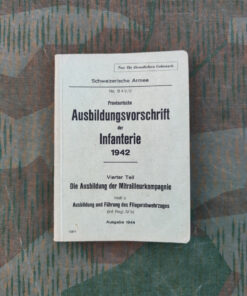 Nur für dienstlichen Gebrauch
Schweizerische Armee
Provisorische
Ausbildungsvorschrift
der
Infanterie
1942
Vierter Teil
Die Ausbildung der Mitrailleurkompagnie
Heft
Ausbildung und Führung des Fliegerabwehrzuges
Ausgabe 1944